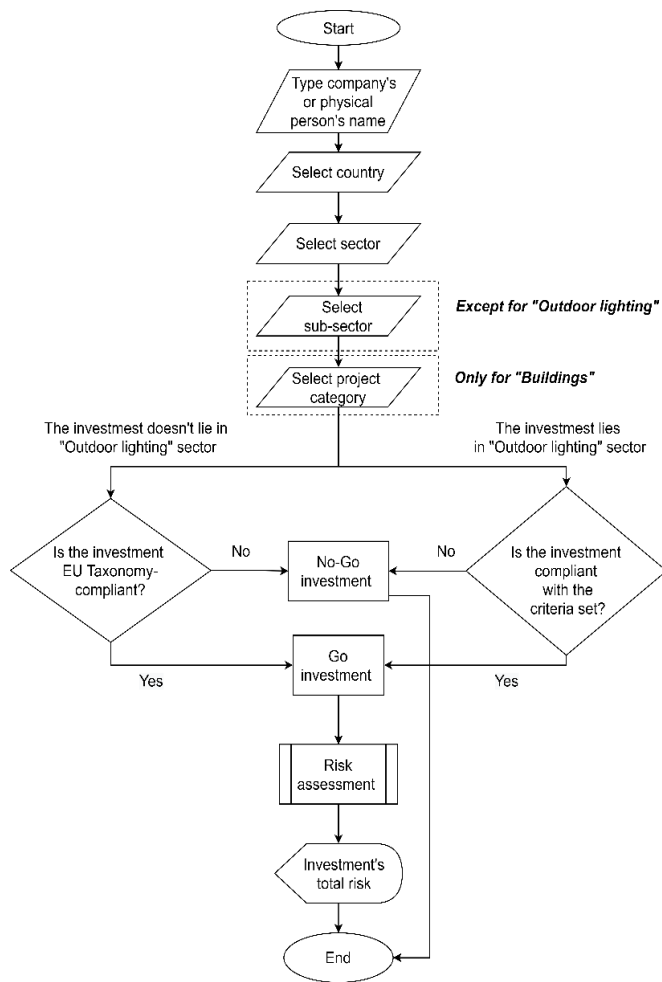 Start
Type company's
or physical
person's name
Select country
Select sector
Select
sub-sector
Except for "Outdoor lighting"
Select project
category
Only for "Buildings"
The investmest doesn't lie in
"Outdoor lighting" sector
The investmest lies
in "Outdoor lighting" sector
Is the investment
EU Taxonomy-
compliant?
No
No-Go
investment
No
Is the investment
compliant
with the
criteria set?
Yes
Go
investment
Yes
Risk
assessment
Investment's
total risk
End